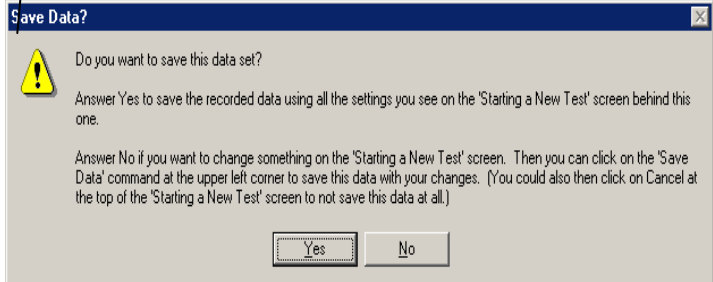 Save Data?
Do you want to save this data set?
Answer Yes to save the recorded data using all the settings you see on the 'Starting a New Test' screen behind this
one.
Answer No if you want to change something on the 'Starting a New Test' screen. Then you can click on the 'Save
Data' command at the upper left corner to save this data with your changes. (You could also then click on Cancel at
the top of the 'Starting a New Test' screen to not save this data at all.)
Yes No